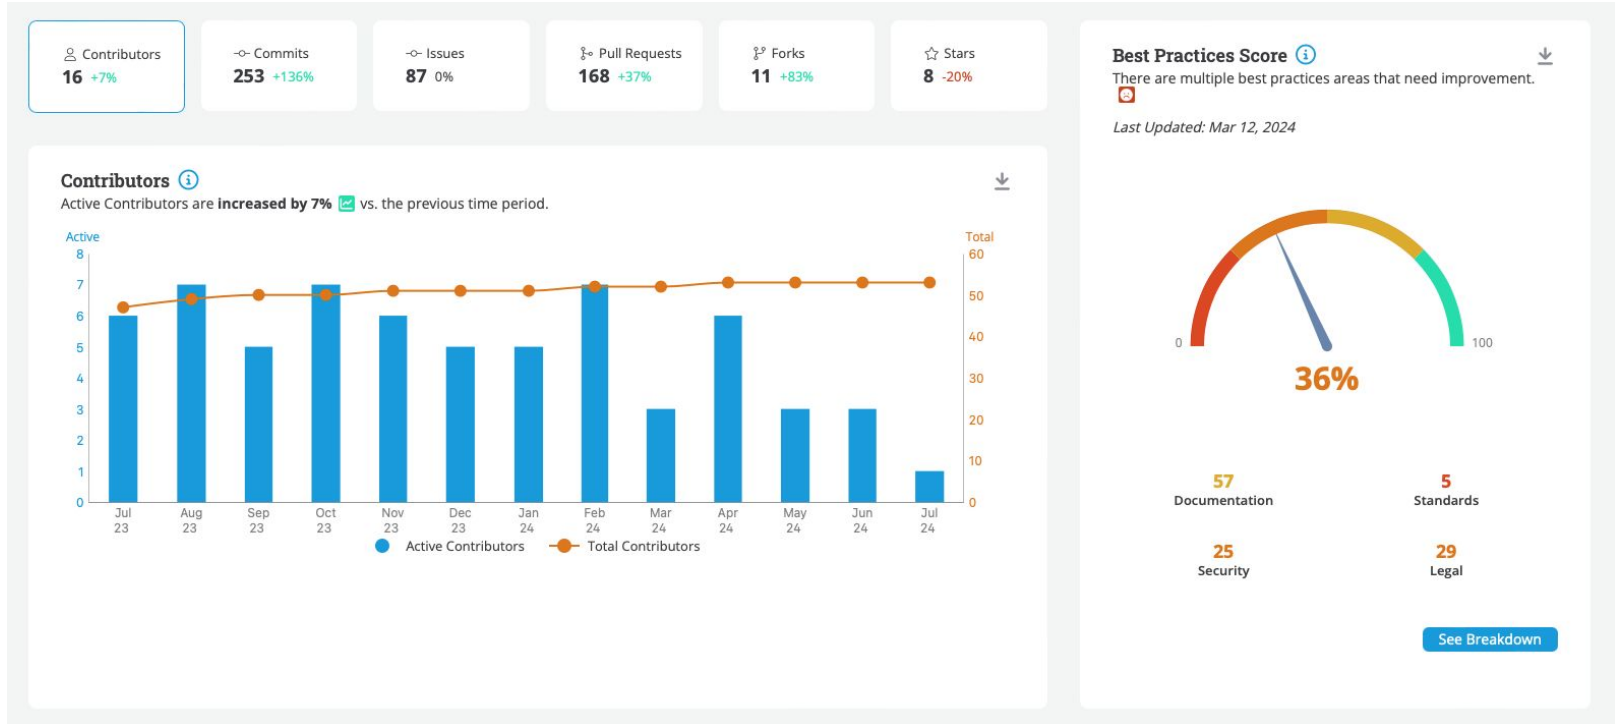 Contributors
16 +7%
Commits
253 +136%
Issues
87 0%
Pull Requests
168 +37%
Forks
11 +83%
Stars
8 -20%
Contributors
Active Contributors are increased by 7% vs. the previous time period.
Active
Total
8
7
6
5
4
3
2
1
0
60
50
40
30
20
10
0
Jul
23
Aug
23
Sep
23
Oct
23
Nov
23
Dec
23
Jan
24
Feb
24
Mar
24
Apr
24
May
24
Jun
24
Jul
24
Active Contributors
Total Contributors
Best Practices Score
There are multiple best practices areas that need improvement.
Last Updated: Mar 12, 2024
0
100
36%
57
Documentation
5
Standards
25
Security
29
Legal
See Breakdown